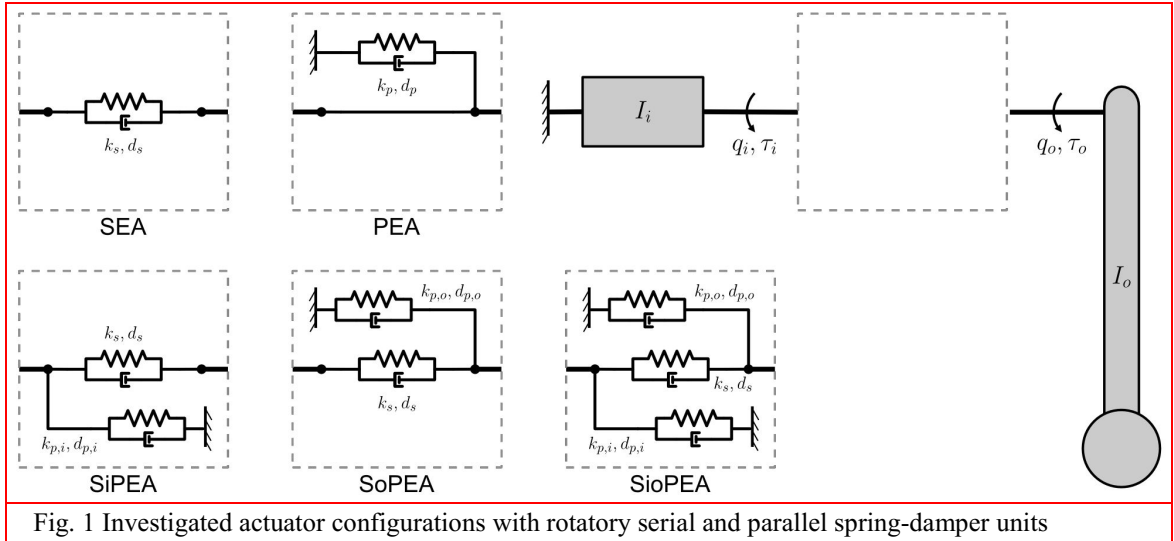 k_s, d_s
SEA
k_p, d_p
PEA
I_i
q_i, τ_i
q_o, τ_o
I_o
k_s, d_s
k_{p,i}, d_{p,i}
SiPEA
k_{p,o}, d_{p,o}
k_s, d_s
SoPEA
k_{p,o}, d_{p,o}
k_s, d_s
k_{p,i}, d_{p,i}
SioPEA
Fig. 1 Investigated actuator configurations with rotatory serial and parallel spring-damper units